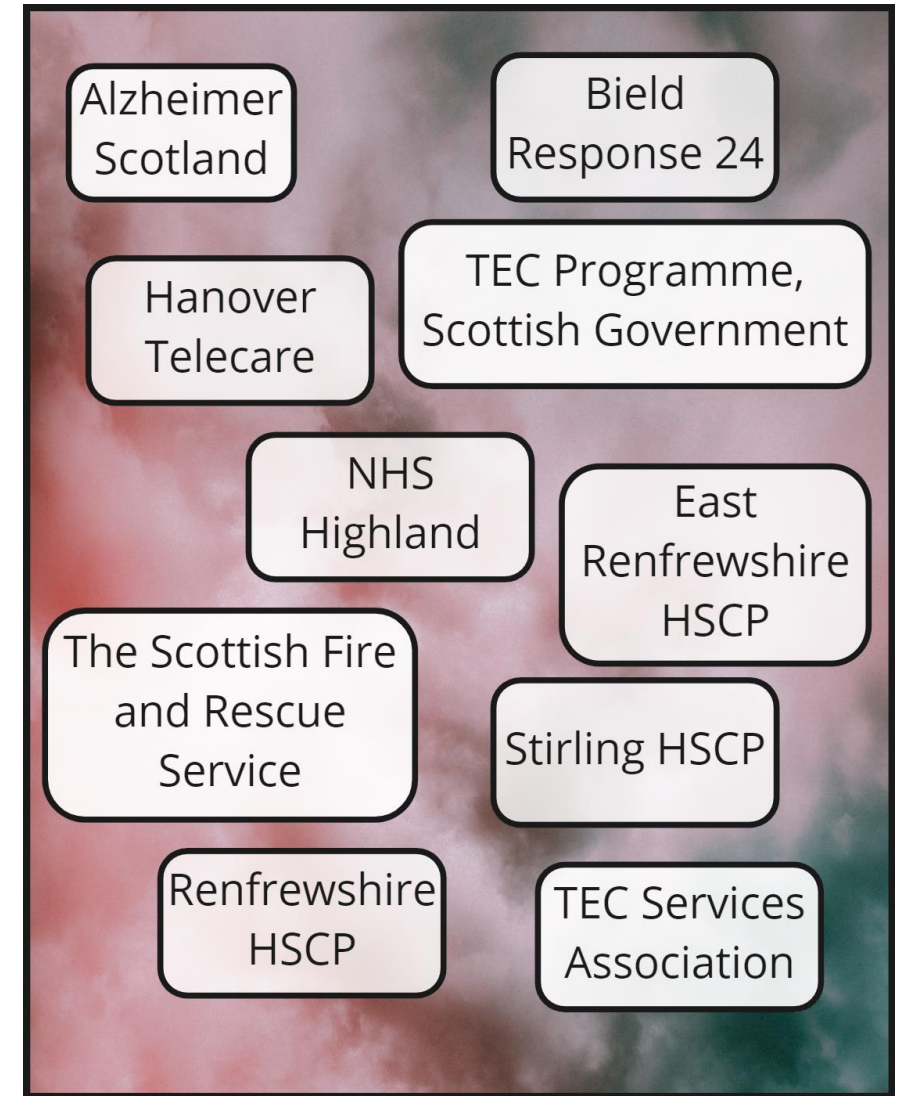 Alzheimer
Scotland
Bield
Response 24
Hanover
Telecare
TEC Programme,
Scottish Government
NHS
Highland
East
Renfrewshire
HSCP
The Scottish Fire
and Rescue
Service
Stirling HSCP
Renfrewshire
HSCP
TEC Services
Association